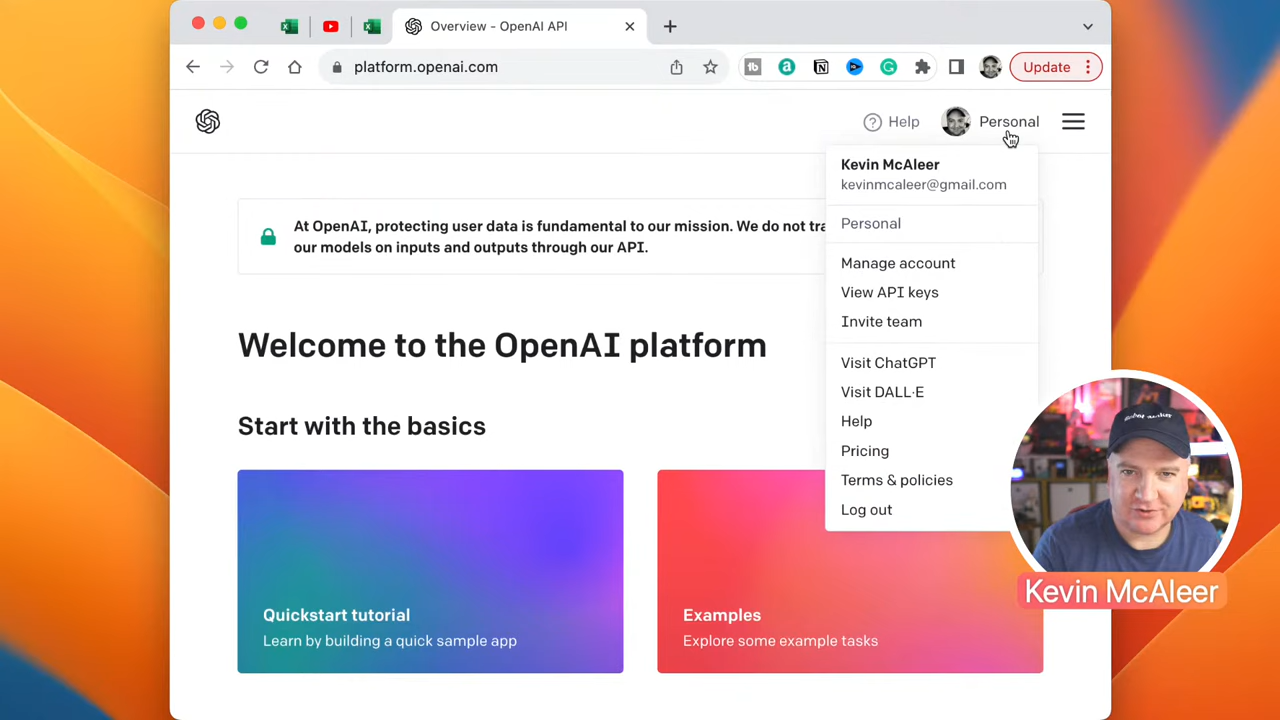 Overview - OpenAI API
platform.openai.com
Update
Help
Personal
Kevin McAleer
kevinmcaleer@gmail.com
Personal
Manage account
View API keys
Invite team
Visit ChatGPT
Visit DALL·E
Help
Pricing
Terms & policies
Log out
At OpenAI, protecting user data is fundamental to our mission. We do not tra
our models on inputs and outputs through our API.
Welcome to the OpenAI platform
Start with the basics
Quickstart tutorial
Learn by building a quick sample app
Examples
Explore some example tasks
Kevin McAleer